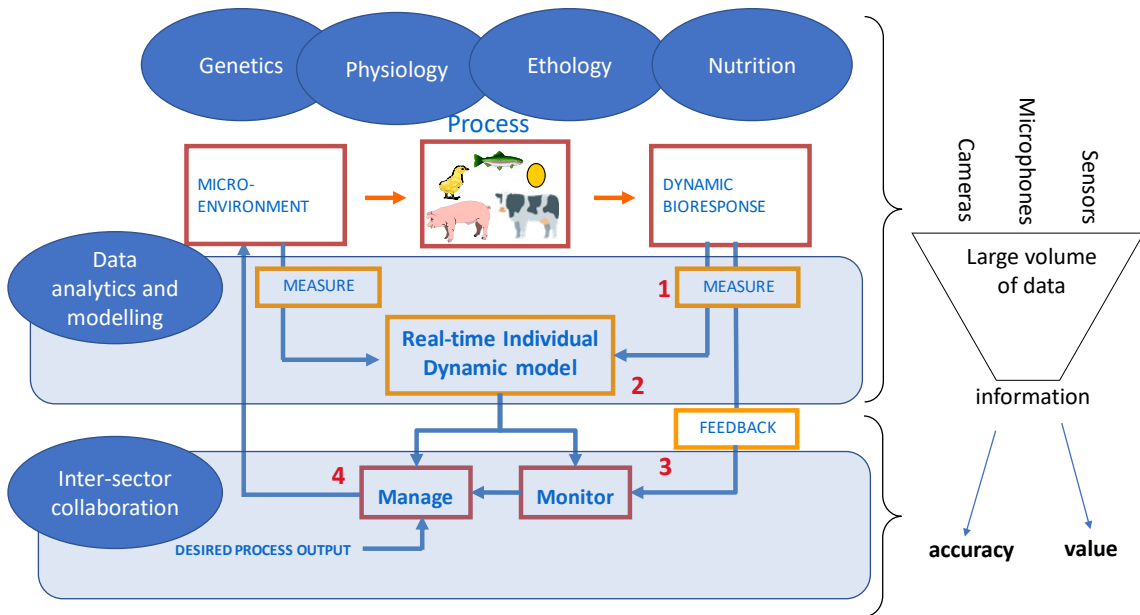 Genetics
Physiology
Ethology
Nutrition
Process
MICRO-
ENVIRONMENT
DYNAMIC
BIORESPONSE
Data
analytics and
modelling
MEASURE
1
MEASURE
Real-time Individual
Dynamic model
2
FEEDBACK
Inter-sector
collaboration
4
3
Manage
Monitor
DESIRED PROCESS OUTPUT
Cameras
Microphones
Sensors
Large volume
of data
information
accuracy
value